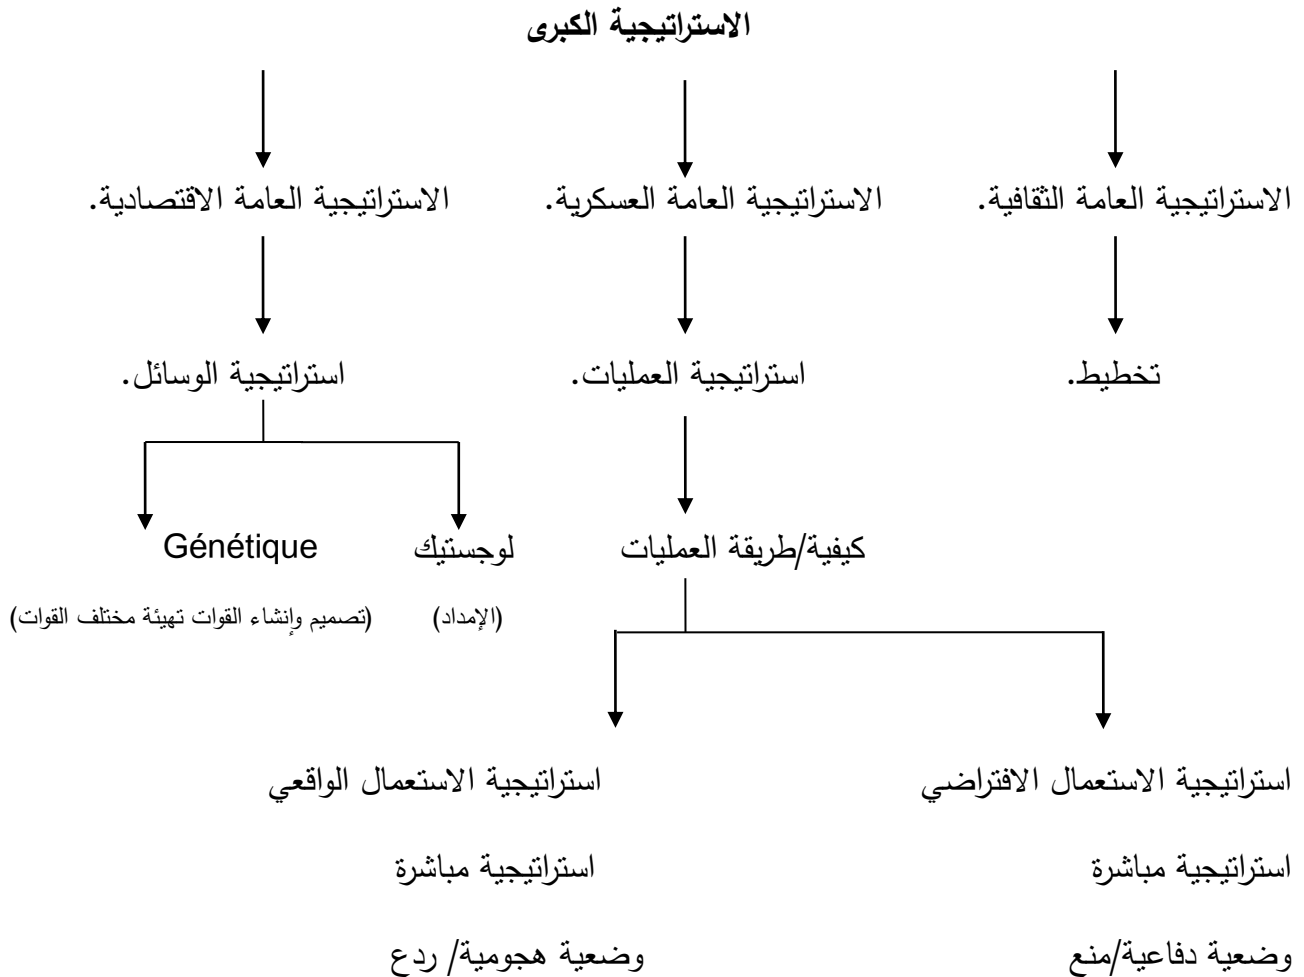 الاستراتيجية الكبرى
الاستراتيجية العامة الثقافية. الاستراتيجية العامة العسكرية. الاستراتيجية العامة الاقتصادية.
تخطيط. استراتيجية العمليات. استراتيجية الوسائل.
كيفية/طريقة العمليات لوجستيك Génétique
(الإمداد) (تصميم وإنشاء القوات تهيئة مختلف القوات)
استراتيجية الاستعمال الافتراضي استراتيجية الاستعمال الواقعي
استراتيجية مباشرة استراتيجية مباشرة
وضعية دفاعية/منع وضعية هجومية/ ردع